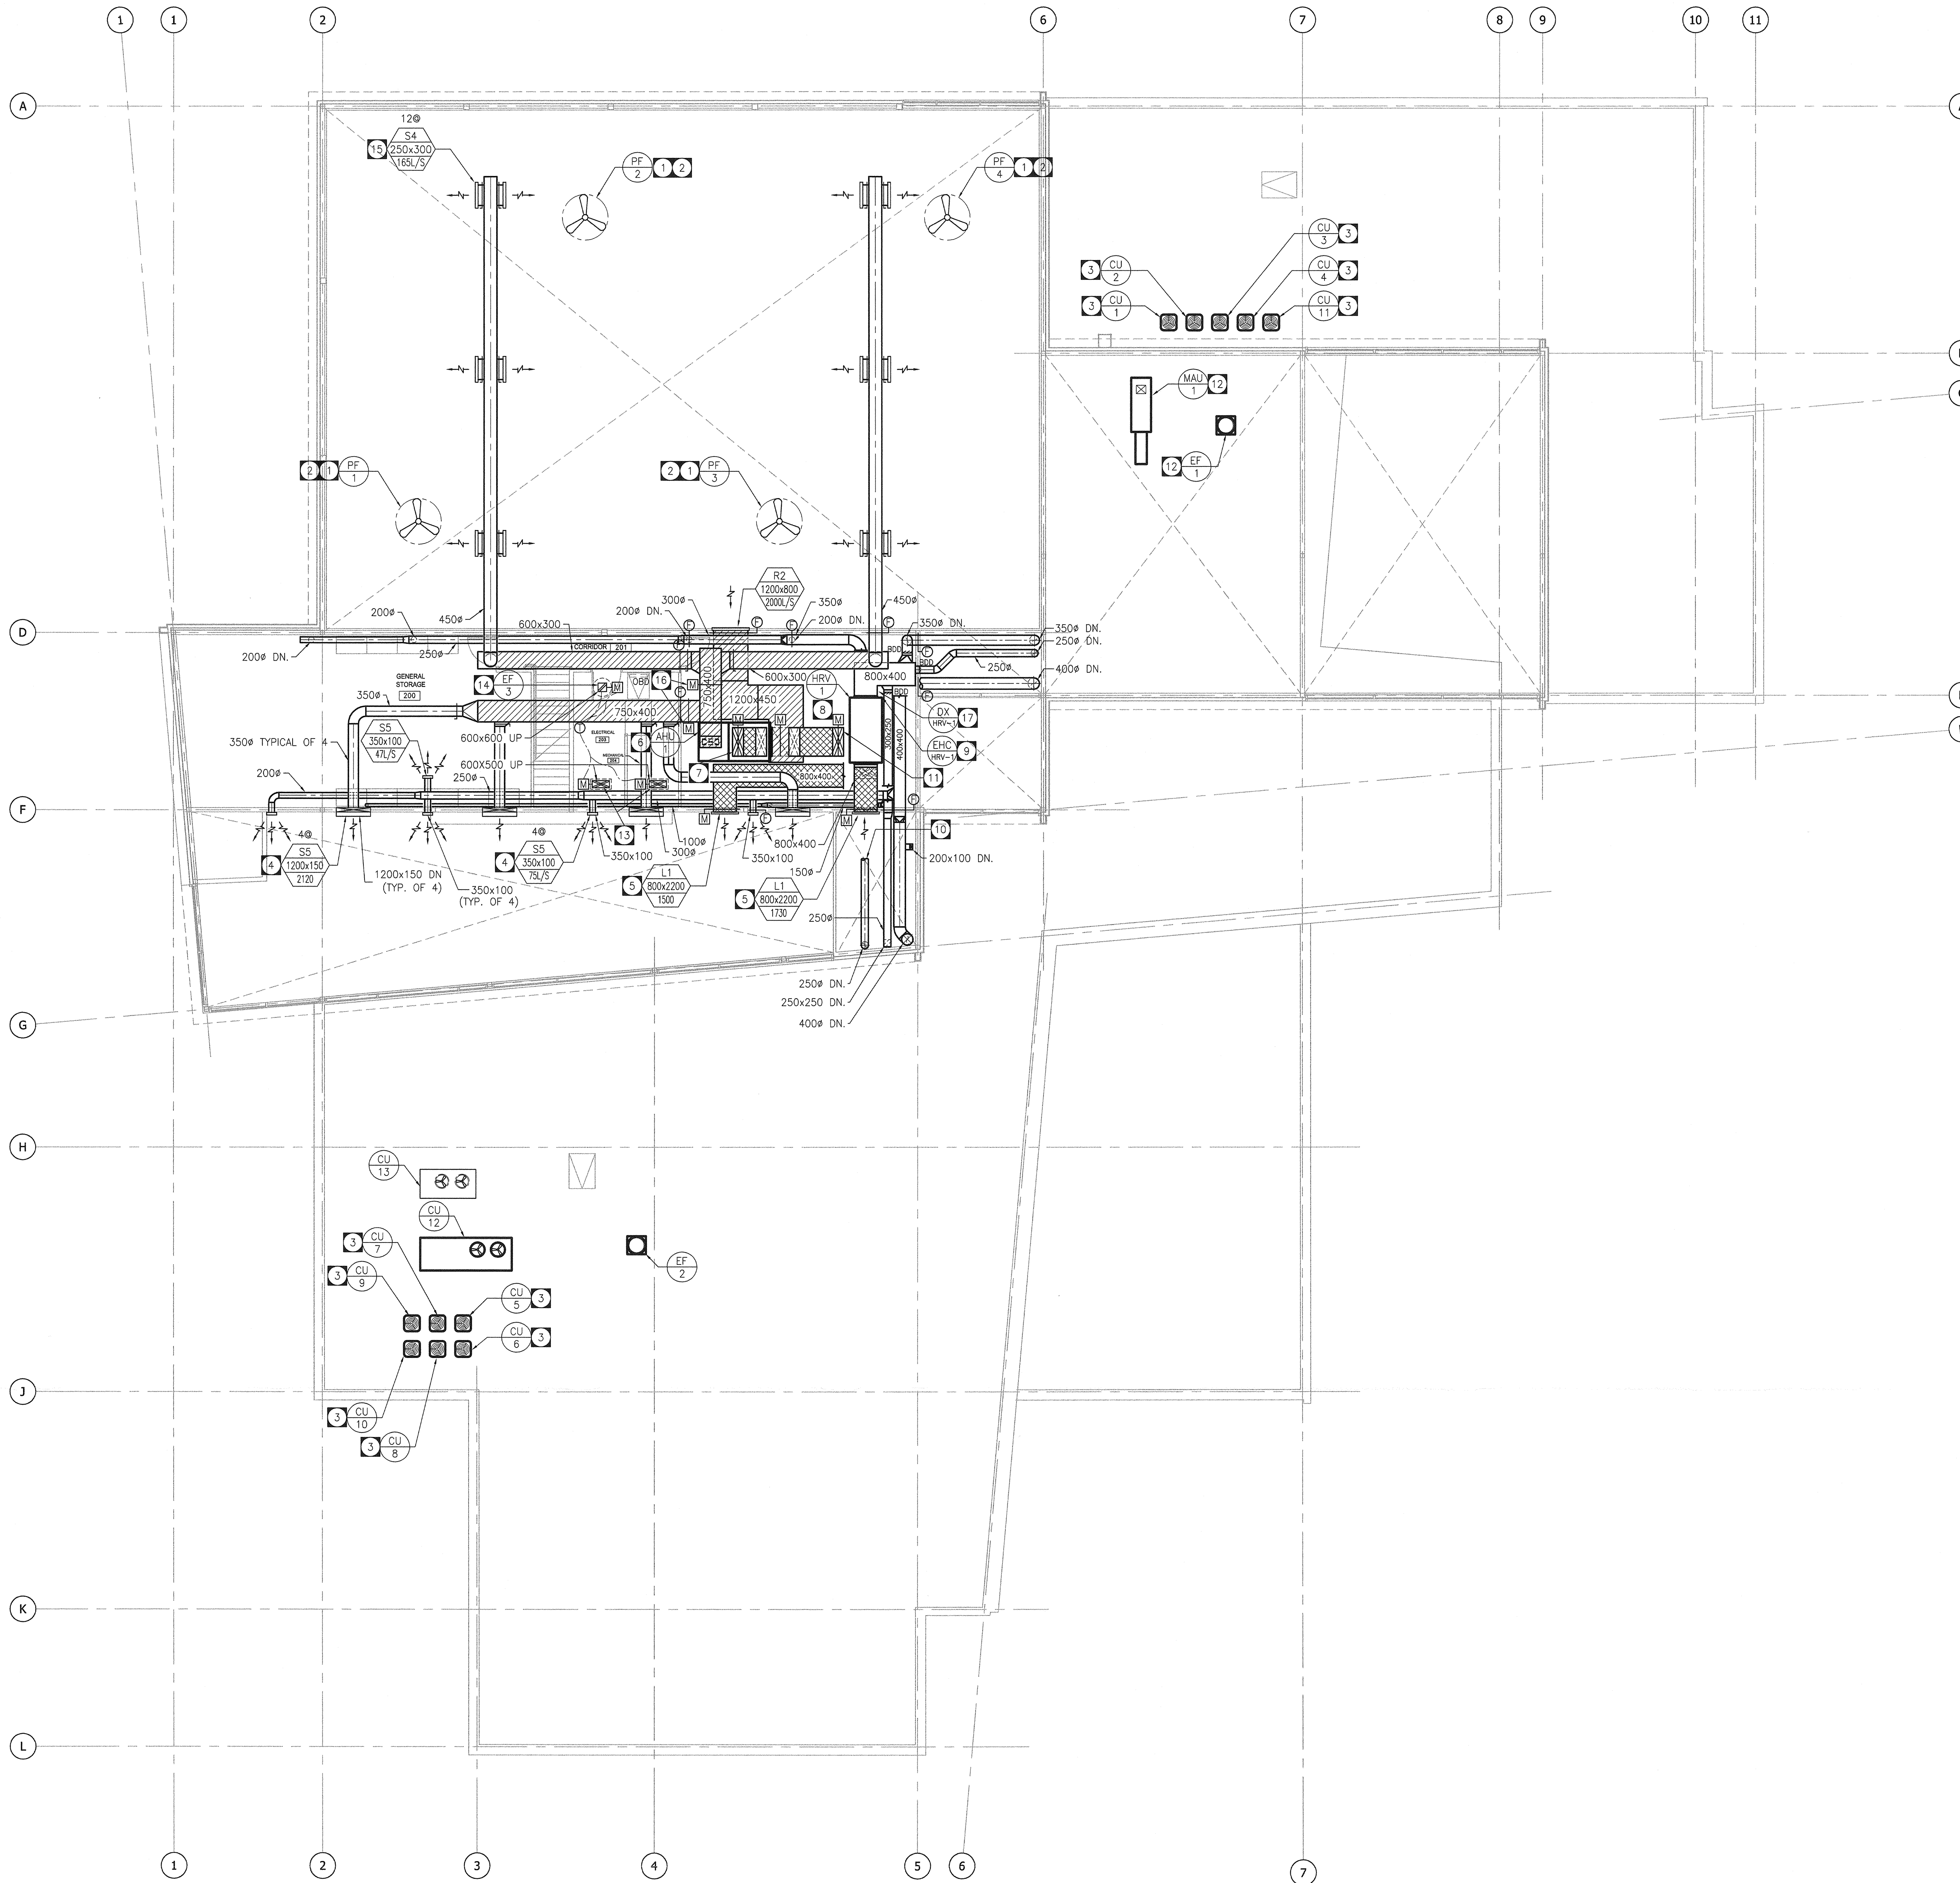 1
1
2
6
7
8
9
10
11
A
12@
15
S4
250x300
165L/S
PF
2
1
2
PF
4
1
2
CU
3
3
3
CU
2
CU
4
3
3
CU
1
CU
11
3
MAU
1
12
12
EF
1
2
1
PF
1
2
1
PF
3
R2
1200x800
2000L/S
300ø
350ø
450ø
200ø DN.
200ø DN.
200ø
450ø
600x300
F
F
F
F
350ø DN.
350ø DN.
250ø DN.
D
200ø DN.
250ø
CORRIDOR
201
F
BDD
F
BDD
250ø
400ø DN.
GENERAL
STORAGE
200
14
EF
3
M
OBD
16
M
F
750x400
600x300
1200x450
HRV
1
8
800x400
BDD
F
350ø
750x400
DX
HRV-1
17
350ø TYPICAL OF 4
S5
350x100
47L/S
600x600 UP
T
ELECTRICAL
203
6
AHU
1
M
M
M
M
300x250
400x400
EHC
HRV-1
9
MECHANICAL
600X500 UP
200ø
250ø
M
M
7
800x400
11
F
F
M
F
M
4@
4
S5
1200x150
2120
1200x150 DN
(TYP. OF 4)
350x100
(TYP. OF 4)
4@
4
S5
350x100
75L/S
350x100
13
100ø
300ø
5
L1
800x2200
1500
800x400
350x100
150ø
5
L1
800x2200
1730
10
200x100 DN.
250ø
250ø DN.
250x250 DN.
400ø DN.
G
H
CU
13
CU
12
3
CU
7
3
CU
9
EF
2
CU
5
3
CU
6
3
J
3
CU
10
3
CU
8
K
L
1
2
3
4
5
6
7